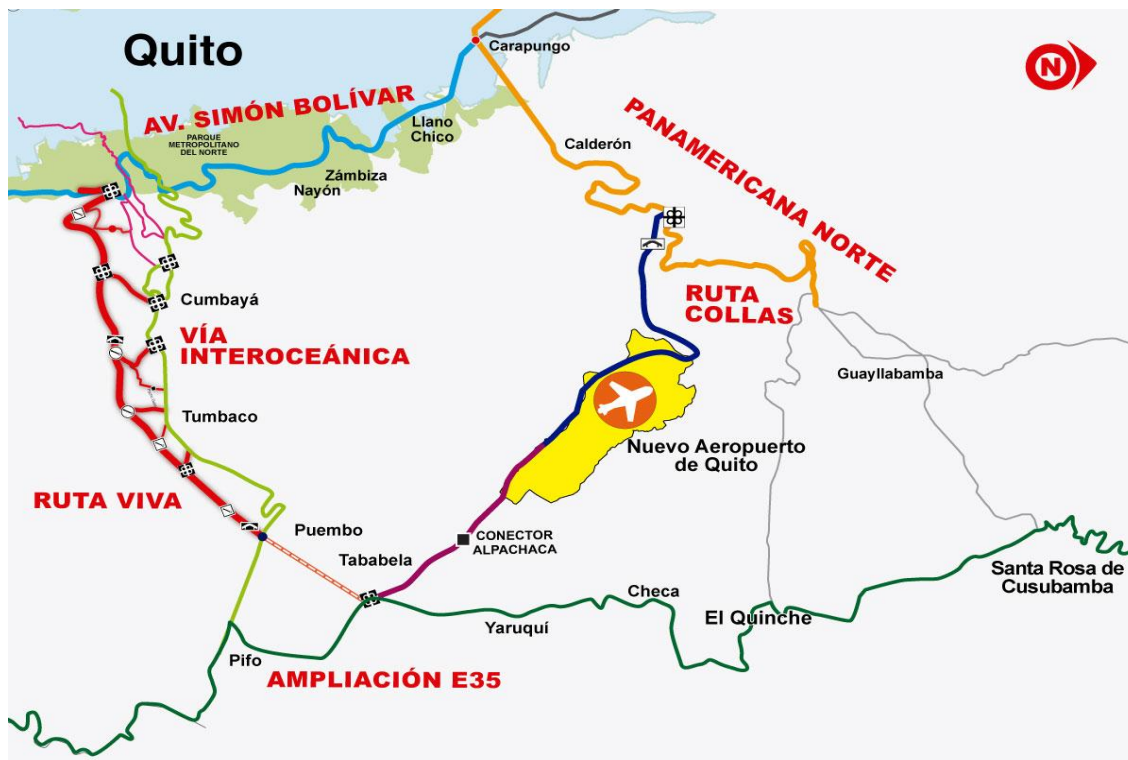 Quito
AV. SIMÓN BOLÍVAR
PARQUE
METROPOLITANO
DEL NORTE
Carapungo
N
Llano
Chico
Zámbiza
Nayón
Calderón
PANAMERICANA NORTE
Cumbayá
VÍA
INTEROCEÁNICA
RUTA
COLLAS
Guayllabamba
Tumbaco
Nuevo Aeropuerto
de Quito
RUTA VIVA
Puembo
CONECTOR
ALPACHACA
Tababela
Santa Rosa de
Cusubamba
Checa
El Quinche
Yaruquí
Pifo
AMPLIACIÓN E35